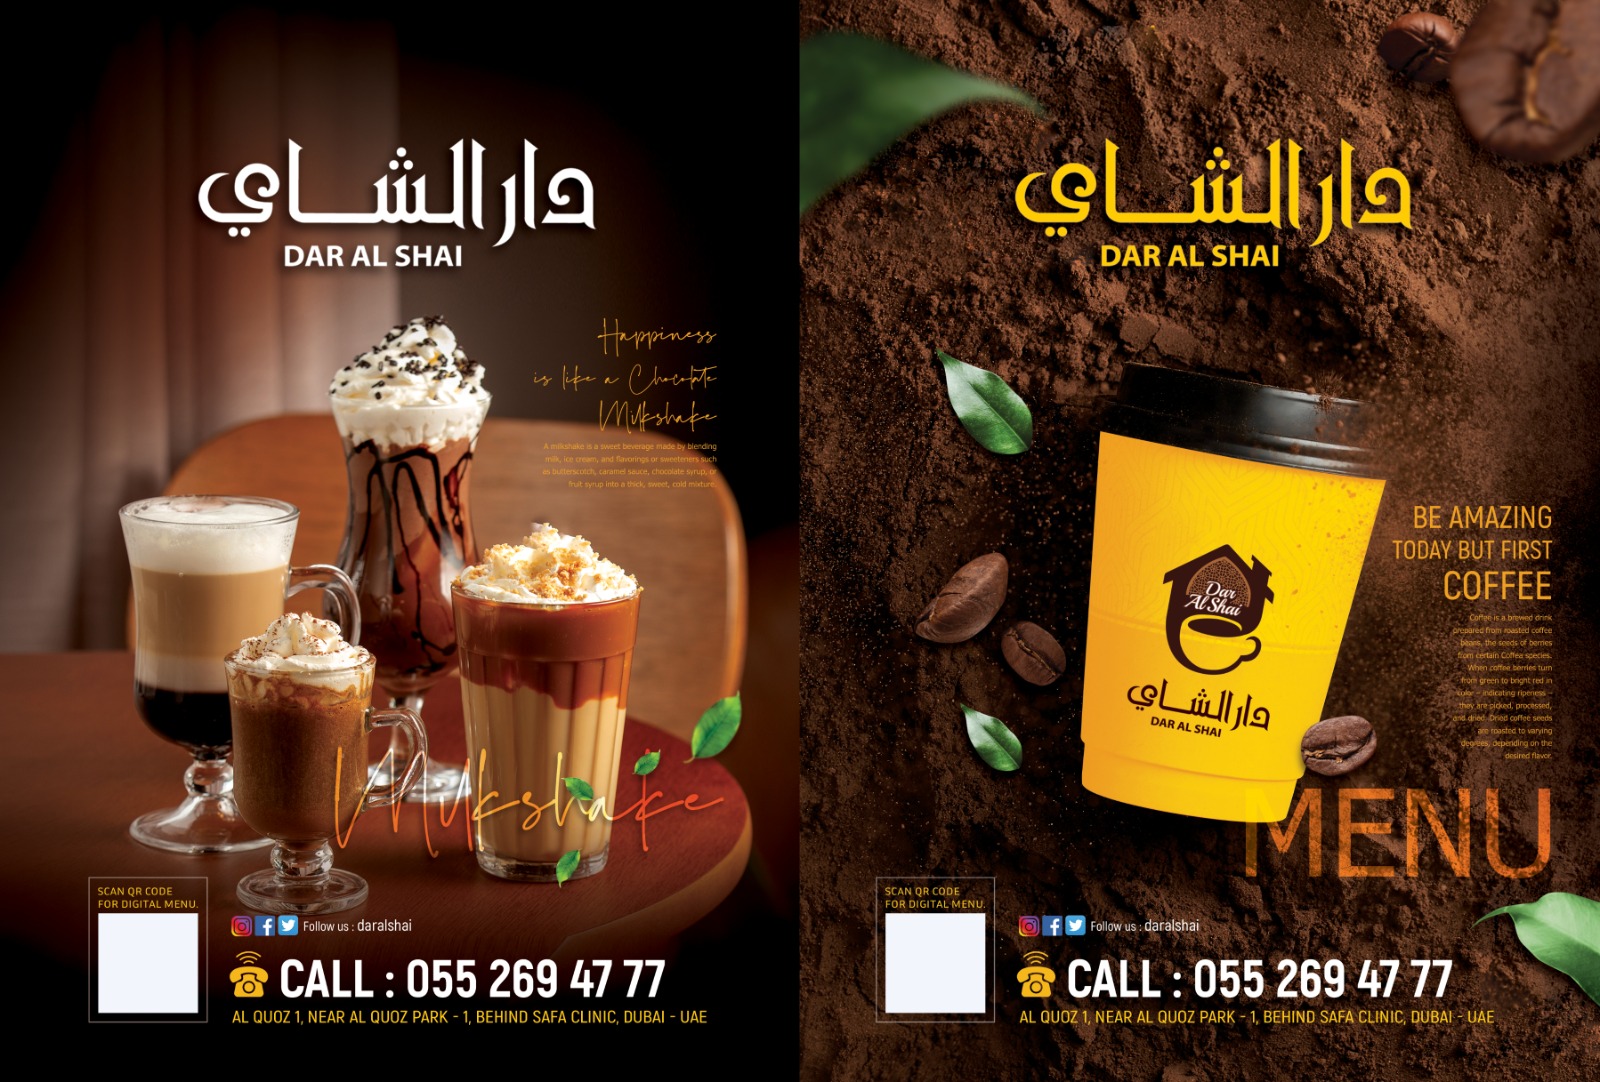 دار الشاي
DAR AL SHAI
Happiness
is like a Chocolate
Milkshake
A milkshake is a sweet beverage made by blending
milk, ice cream, and flavorings or sweeteners such
as butterscotch, caramel sauce, chocolate syrup, or
fruit syrup into a thick, sweet, cold mixture.
Milkshake
SCAN QR CODE
FOR DIGITAL MENU.
Follow us : daralshai
CALL : 055 269 47 77
AL QUOZ 1, NEAR AL QUOZ PARK - 1, BEHIND SAFA CLINIC, DUBAI - UAE
دار الشاي
DAR AL SHAI
Dar
Al Shai
دار الشاي
DAR AL SHAI
BE AMAZING
TODAY BUT FIRST
COFFEE
Coffee is a brewed drink
prepared from roasted coffee
beans, the seeds of berries
from certain Coffea species.
When coffee berries turn
from green to bright red in
color – indicating ripeness –
they are picked, processed,
and dried. Dried coffee seeds
are roasted to varying
degrees, depending on the
desired flavor.
MENU
SCAN QR CODE
FOR DIGITAL MENU.
Follow us : daralshai
CALL : 055 269 47 77
AL QUOZ 1, NEAR AL QUOZ PARK - 1, BEHIND SAFA CLINIC, DUBAI - UAE